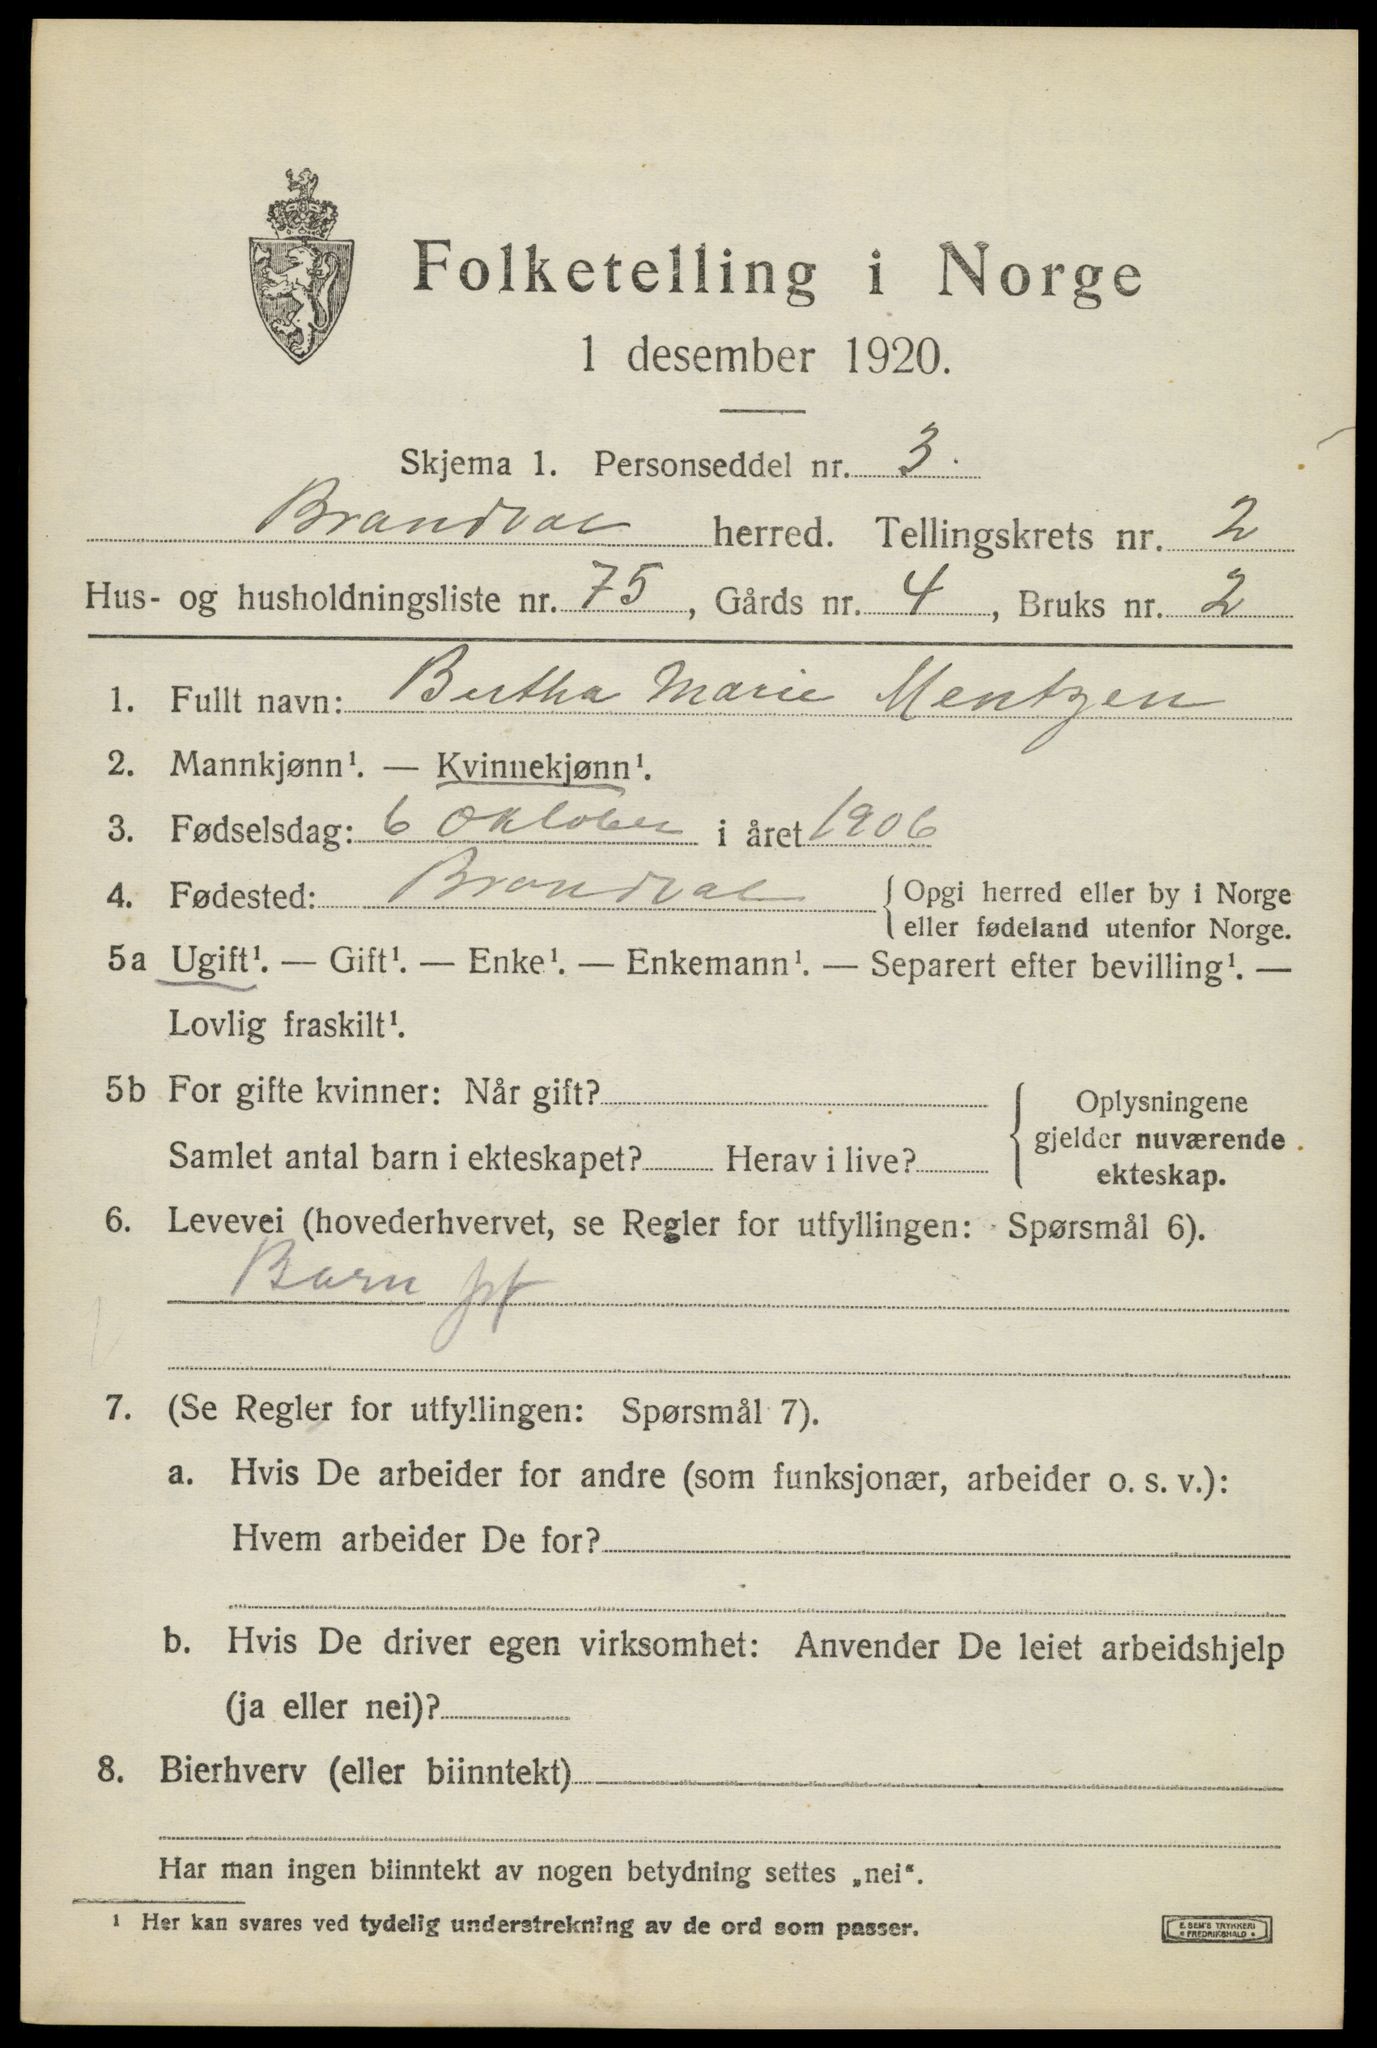 Folketelling i Norge
1 desember 1920.
Skjema 1. Personseddel nr. 3.
Brandval herred. Tellingskrets nr. 2
Hus- og husholdningsliste nr. 75, Gårds nr. 4, Bruks nr. 2
1. Fullt navn: Bertha Marie Mentzen
2. Mannkjønn¹. — Kvinnekjønn¹.
3. Fødselsdag: 6 Oktober i året 1906
4. Fødested: Brandval { Opgi herred eller by i Norge
eller fødeland utenfor Norge.
5a Ugift¹. — Gift¹. — Enke¹. — Enkemann¹. — Separert efter bevilling¹. —
Lovlig fraskilt¹.
5b For gifte kvinner: Når gift?
Samlet antal barn i ekteskapet? Herav i live?
{ Oplysningene
gjelder nuværende
ekteskap.
6. Levevei (hovederhvervet, se Regler for utfyllingen: Spørsmål 6).
Barn
7. (Se Regler for utfyllingen: Spørsmål 7).
a. Hvis De arbeider for andre (som funksjonær, arbeider o. s. v.):
Hvem arbeider De for?
b. Hvis De driver egen virksomhet: Anvender De leiet arbeidshjelp
(ja eller nei)?
8. Bierhverv (eller biinntekt)
Har man ingen biinntekt av nogen betydning settes „nei“.
¹ Her kan svares ved tydelig understrekning av de ord som passer.
E. SEM'S TRYKKERI
* FREDRIKSHALD *